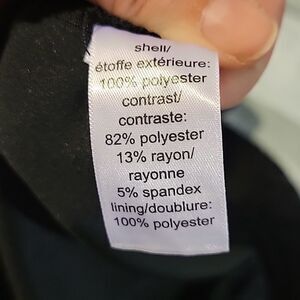 shell/
étoffe extérieure:
100% polyester
contrast/
contraste:
82% polyester
13% rayon/
rayonne
5% spandex
lining/doublure:
100% polyester